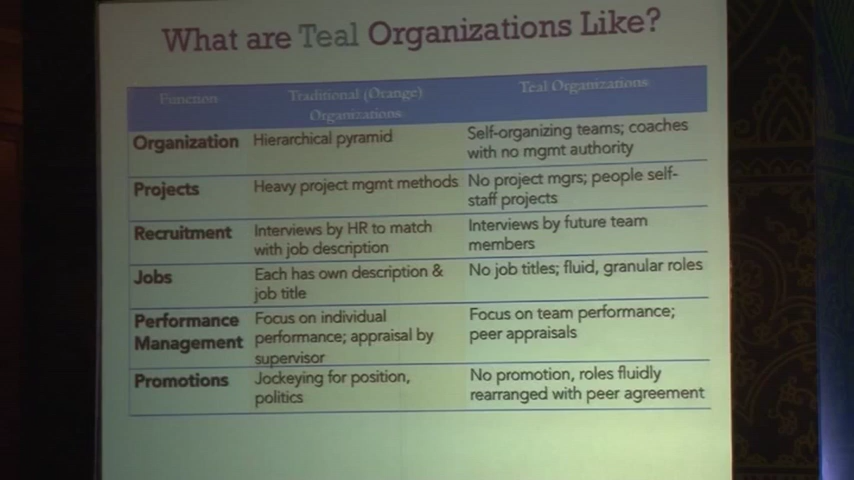 What are Teal Organizations Like?
Function
Traditional (Orange)
Organizations
Teal Organizations
Organization
Hierarchical pyramid
Self-organizing teams; coaches
with no mgmt authority
Projects
Heavy project mgmt methods
No project mgrs; people self-
staff projects
Recruitment
Interviews by HR to match
with job description
Interviews by future team
members
Jobs
Each has own description &
job title
No job titles; fluid, granular roles
Performance
Management
Focus on individual
performance; appraisal by
supervisor
Focus on team performance;
peer appraisals
Promotions
Jockeying for position,
politics
No promotion, roles fluidly
rearranged with peer agreement